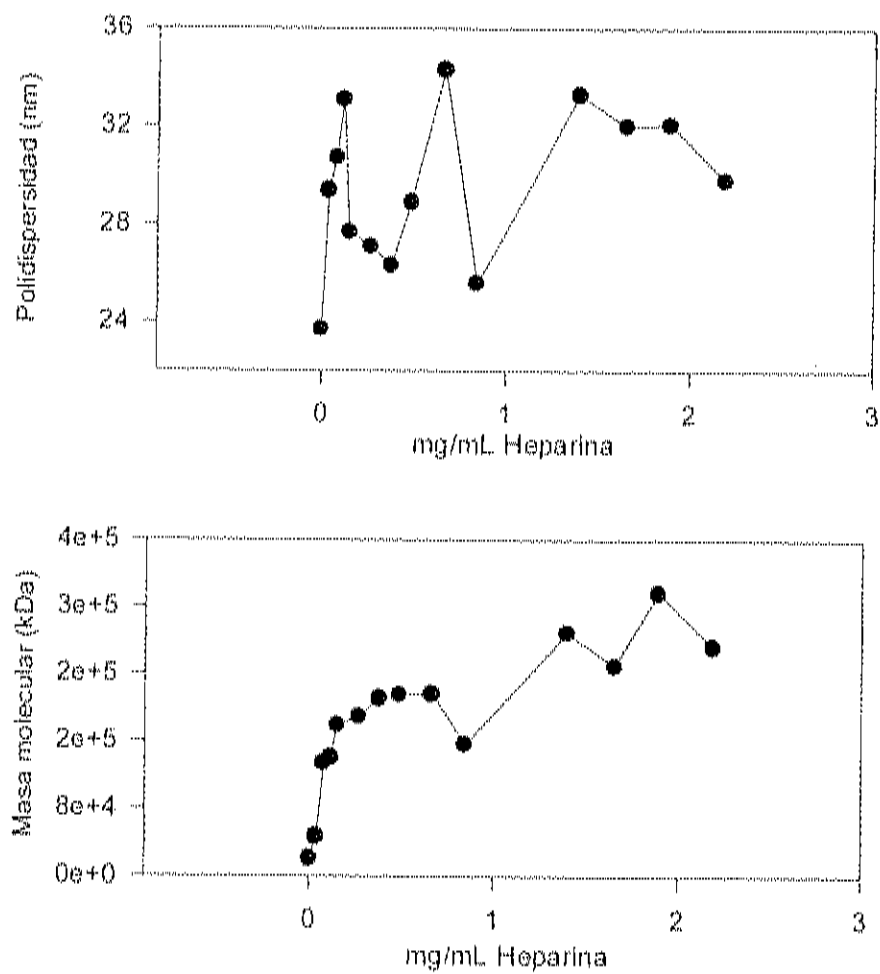 36
32
28
24
Polidispersidad (nm)
0 1 2 3
mg/mL Heparina
4e+5
3e+5
2e+5
2e+5
8e+4
0e+0
Masa molecular (kDa)
0 1 2 3
mg/mL Heparina